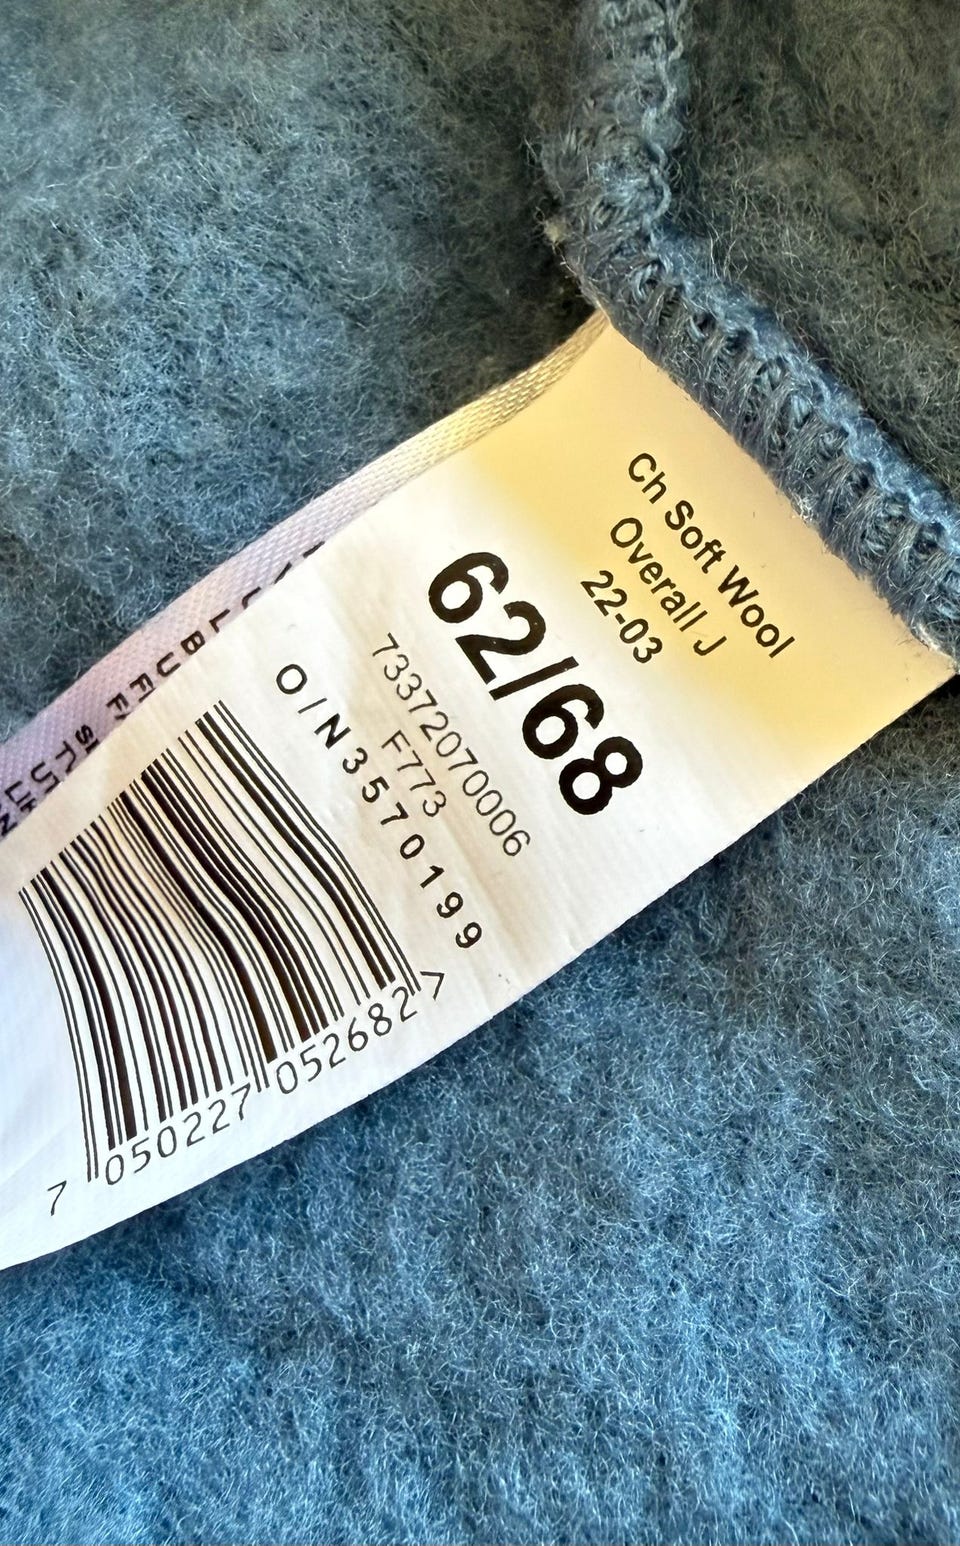 Ch Soft Wool
Overall J
22-03
62/68
73372070006
F773
O/N3570199
7 050227 052682 >